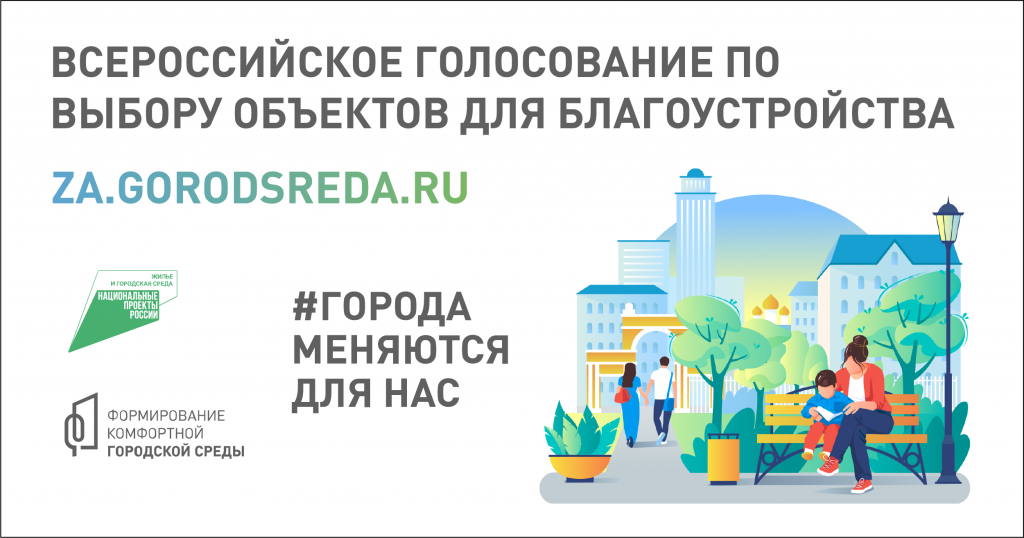 ВСЕРОССИЙСКОЕ ГОЛОСОВАНИЕ ПО
ВЫБОРУ ОБЪЕКТОВ ДЛЯ БЛАГОУСТРОЙСТВА
ZA.GORODSREDA.RU
ЖИЛЬЕ
И ГОРОДСКАЯ СРЕДА
НАЦИОНАЛЬНЫЕ
ПРОЕКТЫ
РОССИИ
#ГОРОДА
МЕНЯЮТСЯ
ДЛЯ НАС
ФОРМИРОВАНИЕ
КОМФОРТНОЙ
ГОРОДСКОЙ СРЕДЫ